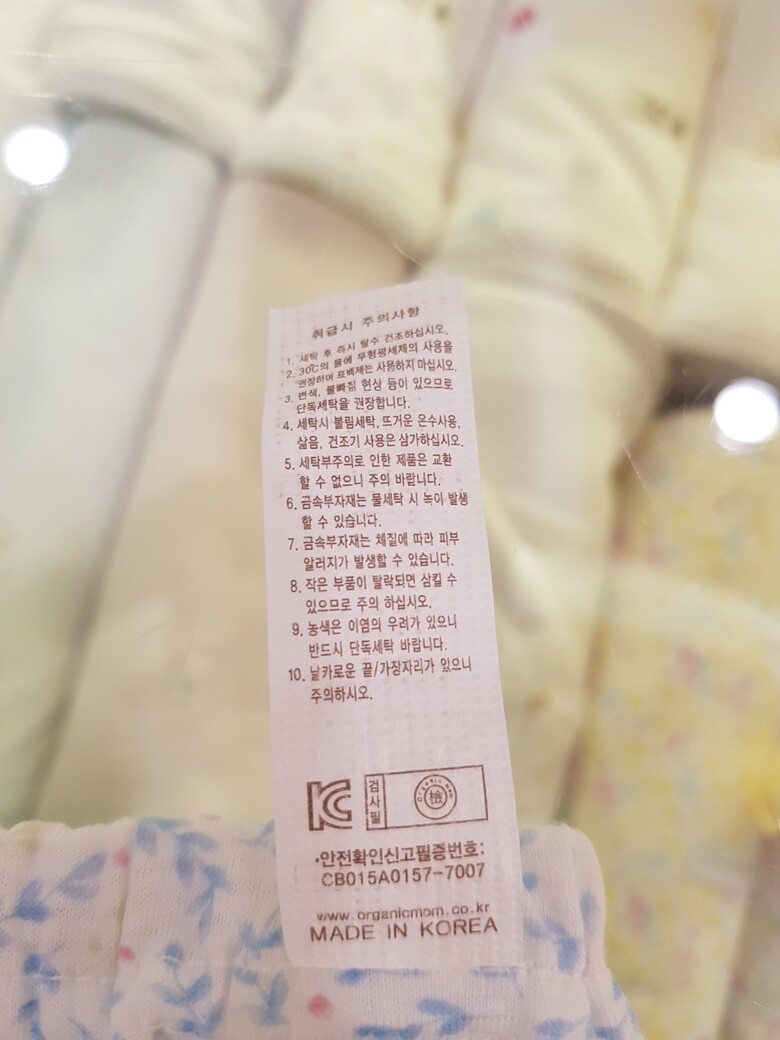 취급시 주의사항
1. 세탁 후 즉시 탈수 건조하십시오.
2. 30℃의 물에 무형광세제의 사용을
권장하며 표백제는 사용하지 마십시오.
3. 변색, 물빠짐 현상 등이 있으므로
단독세탁을 권장합니다.
4. 세탁시 불림세탁, 뜨거운 온수사용,
삶음, 건조기 사용은 삼가하십시오.
5. 세탁부주의로 인한 제품은 교환
할 수 없으니 주의 바랍니다.
6. 금속부자재는 물세탁 시 녹이 발생
할 수 있습니다.
7. 금속부자재는 체질에 따라 피부
알러지가 발생할 수 있습니다.
8. 작은 부품이 탈락되면 삼킬 수
있으므로 주의 하십시오.
9. 농색은 이염의 우려가 있으니
반드시 단독세탁 바랍니다.
10. 날카로운 끝/가장자리가 있으니
주의하시오.
KC
검사필
ORGANIC MOM
檢
•안전확인신고필증번호:
CB015A0157-7007
www.organicmom.co.kr
MADE IN KOREA